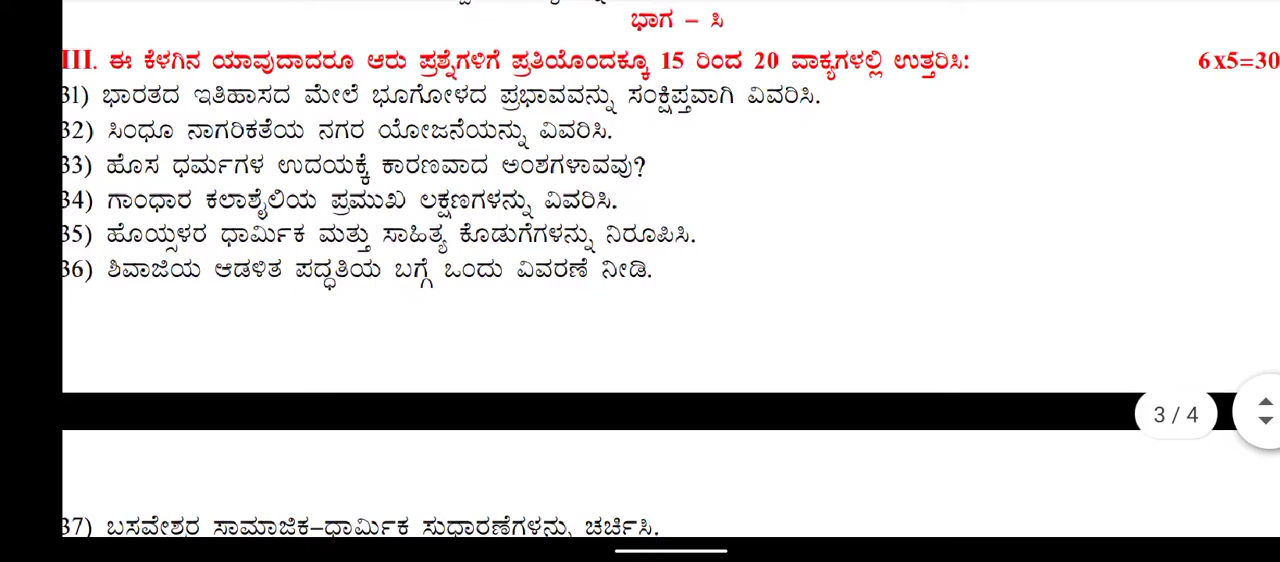 ಭಾಗ – ಸಿ
III. ಈ ಕೆಳಗಿನ ಯಾವುದಾದರೂ ಆರು ಪ್ರಶ್ನೆಗಳಿಗೆ ಪ್ರತಿಯೊಂದಕ್ಕೂ 15 ರಿಂದ 20 ವಾಕ್ಯಗಳಲ್ಲಿ ಉತ್ತರಿಸಿ: 6x5=30
31) ಭಾರತದ ಇತಿಹಾಸದ ಮೇಲೆ ಭೂಗೋಳದ ಪ್ರಭಾವವನ್ನು ಸಂಕ್ಷಿಪ್ತವಾಗಿ ವಿವರಿಸಿ.
32) ಸಿಂಧೂ ನಾಗರಿಕತೆಯ ನಗರ ಯೋಜನೆಯನ್ನು ವಿವರಿಸಿ.
33) ಹೊಸ ಧರ್ಮಗಳ ಉದಯಕ್ಕೆ ಕಾರಣವಾದ ಅಂಶಗಳಾವವು?
34) ಗಾಂಧಾರ ಕಲಾಶೈಲಿಯ ಪ್ರಮುಖ ಲಕ್ಷಣಗಳನ್ನು ವಿವರಿಸಿ.
35) ಹೊಯ್ಸಳರ ಧಾರ್ಮಿಕ ಮತ್ತು ಸಾಹಿತ್ಯ ಕೊಡುಗೆಗಳನ್ನು ನಿರೂಪಿಸಿ.
36) ಶಿವಾಜಿಯ ಆಡಳಿತ ಪದ್ಧತಿಯ ಬಗ್ಗೆ ಒಂದು ವಿವರಣೆ ನೀಡಿ.
3 / 4
37) ಬಸವೇಶ್ವರ ಸಾಮಾಜಿಕ–ಧಾರ್ಮಿಕ ಸುಧಾರಣೆಗಳನ್ನು ಚರ್ಚಿಸಿ.